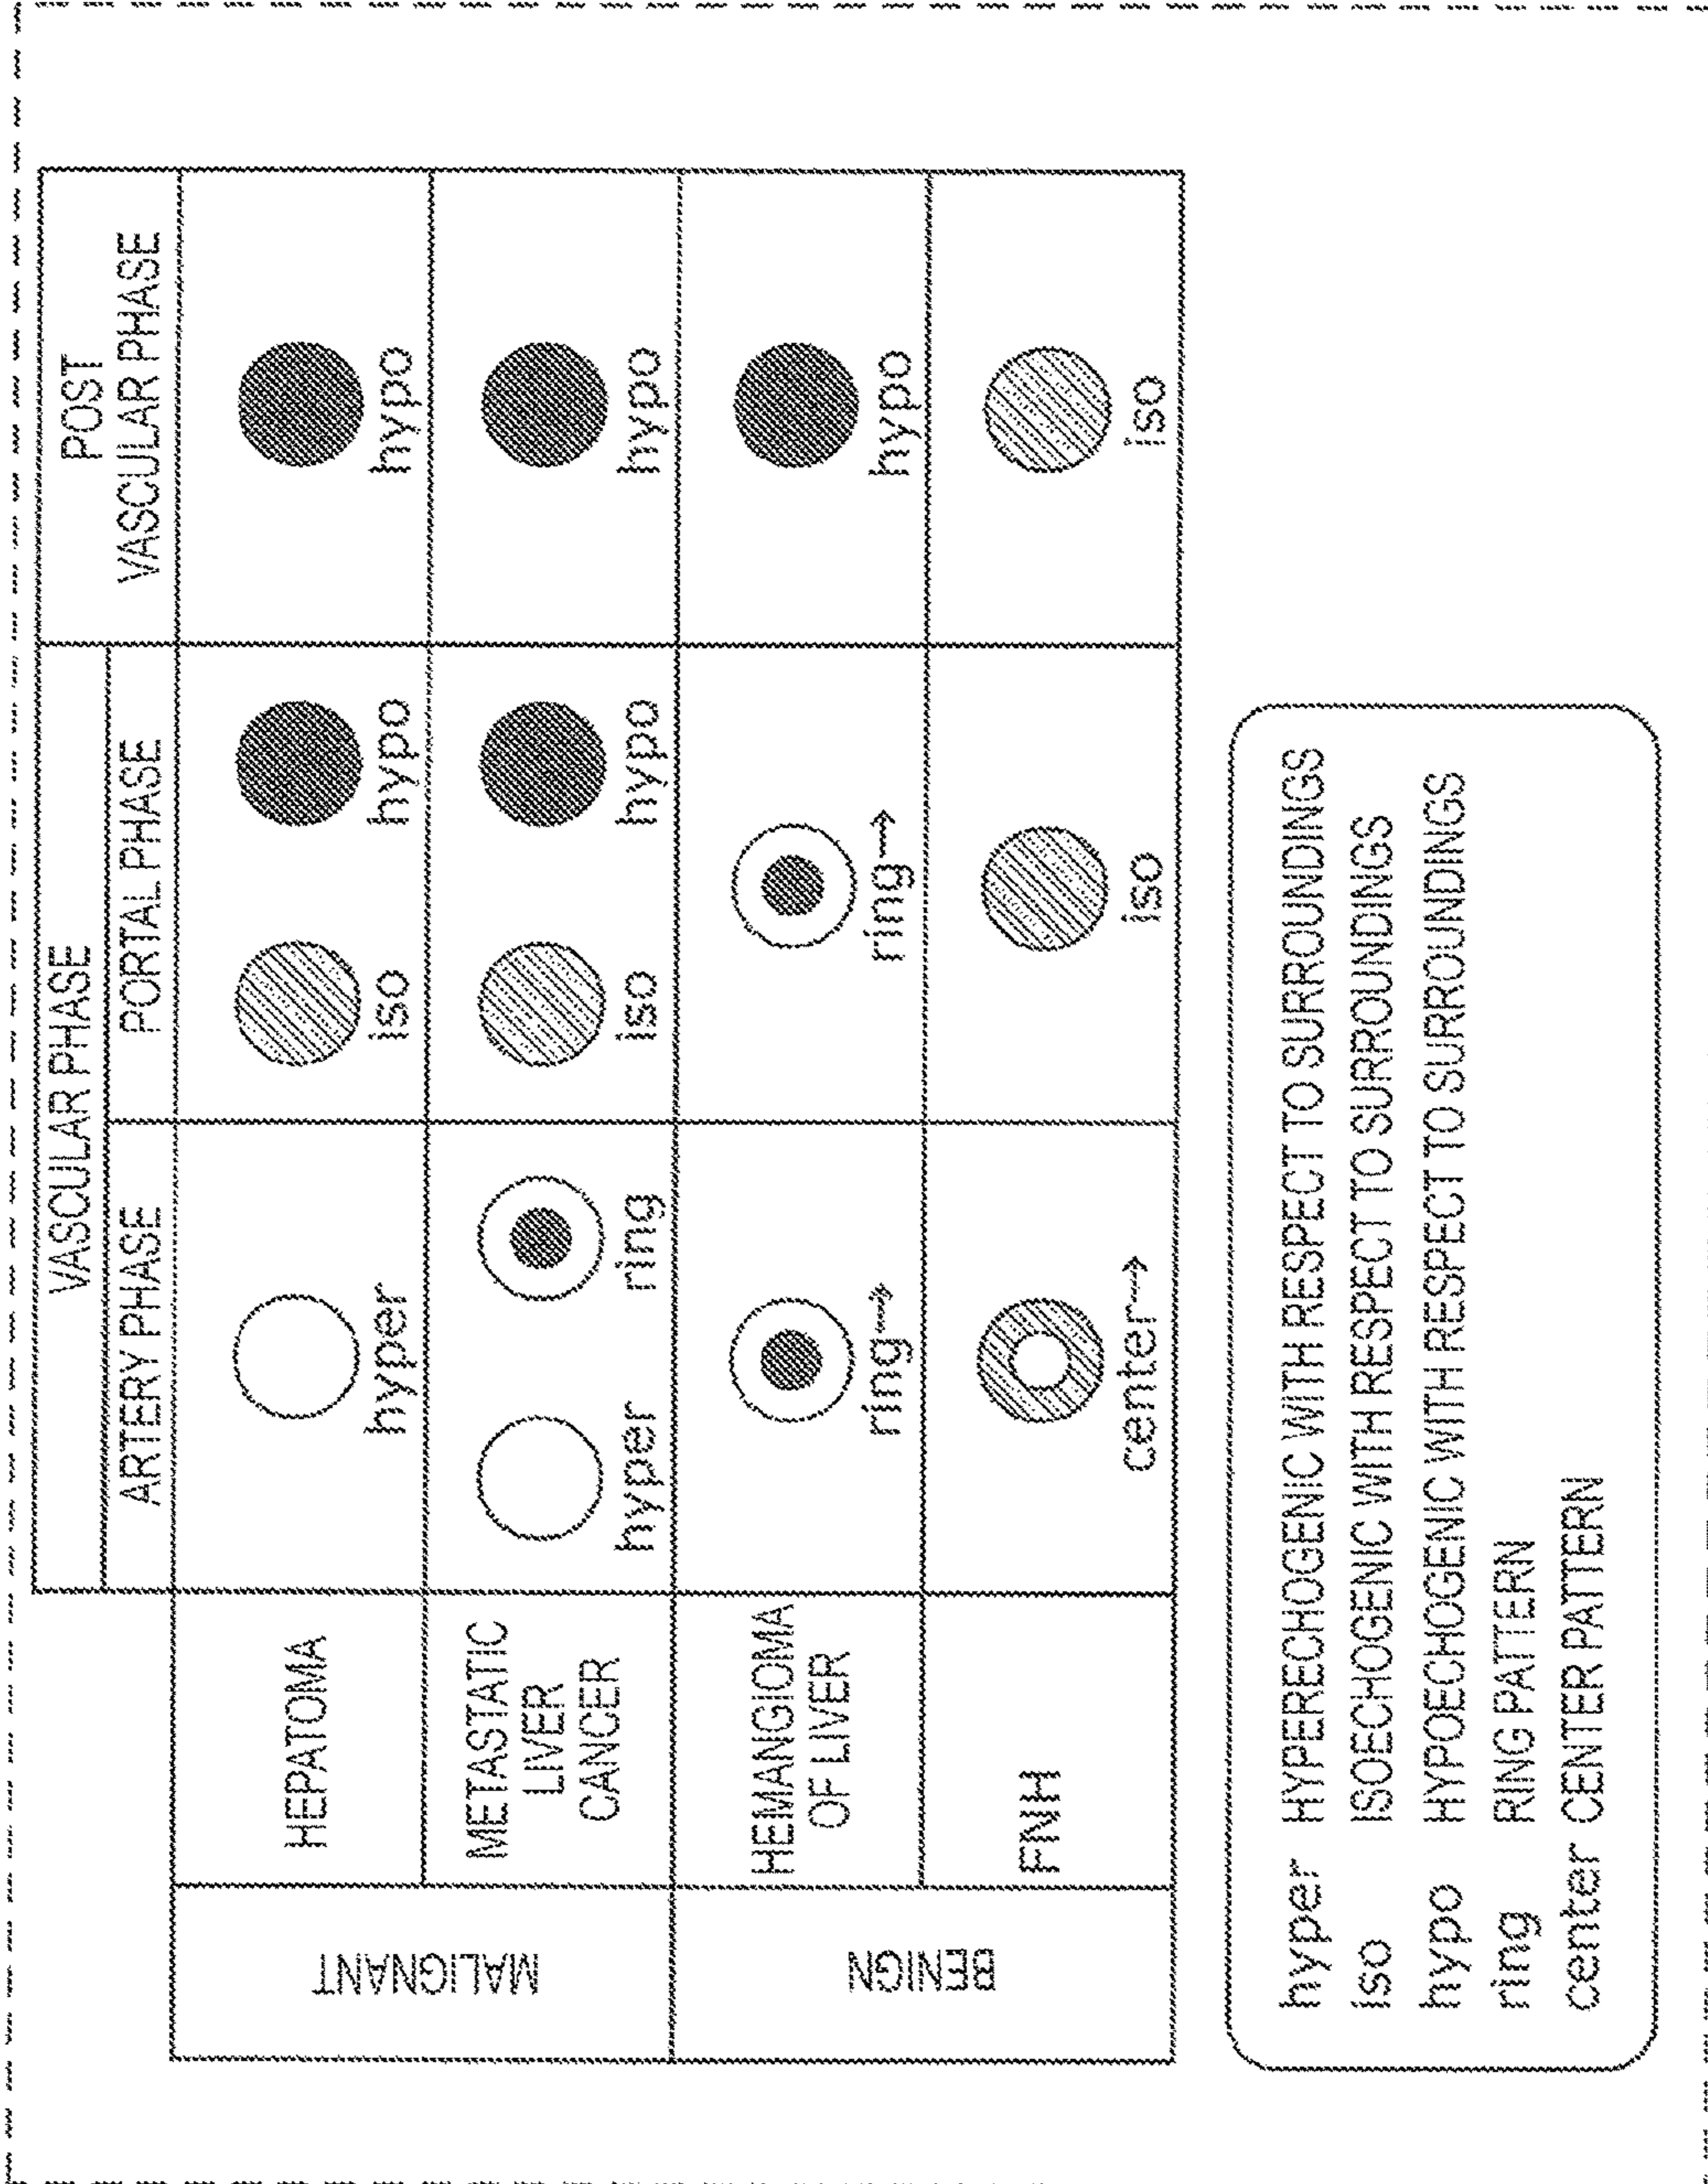 VASCULAR PHASE
POST
VASCULAR PHASE
ARTERY PHASE
PORTAL PHASE
MALIGNANT
HEPATOMA
hyper
iso
hypo
hypo
METASTATIC
LIVER
CANCER
hyper
ring
iso
hypo
hypo
BENIGN
HEMANGIOMA
OF LIVER
ring→
ring→
hypo
FNH
center→
iso
iso
hyper HYPERECHOGENIC WITH RESPECT TO SURROUNDINGS
iso ISOECHOGENIC WITH RESPECT TO SURROUNDINGS
hypo HYPOECHOGENIC WITH RESPECT TO SURROUNDINGS
ring RING PATTERN
center CENTER PATTERN